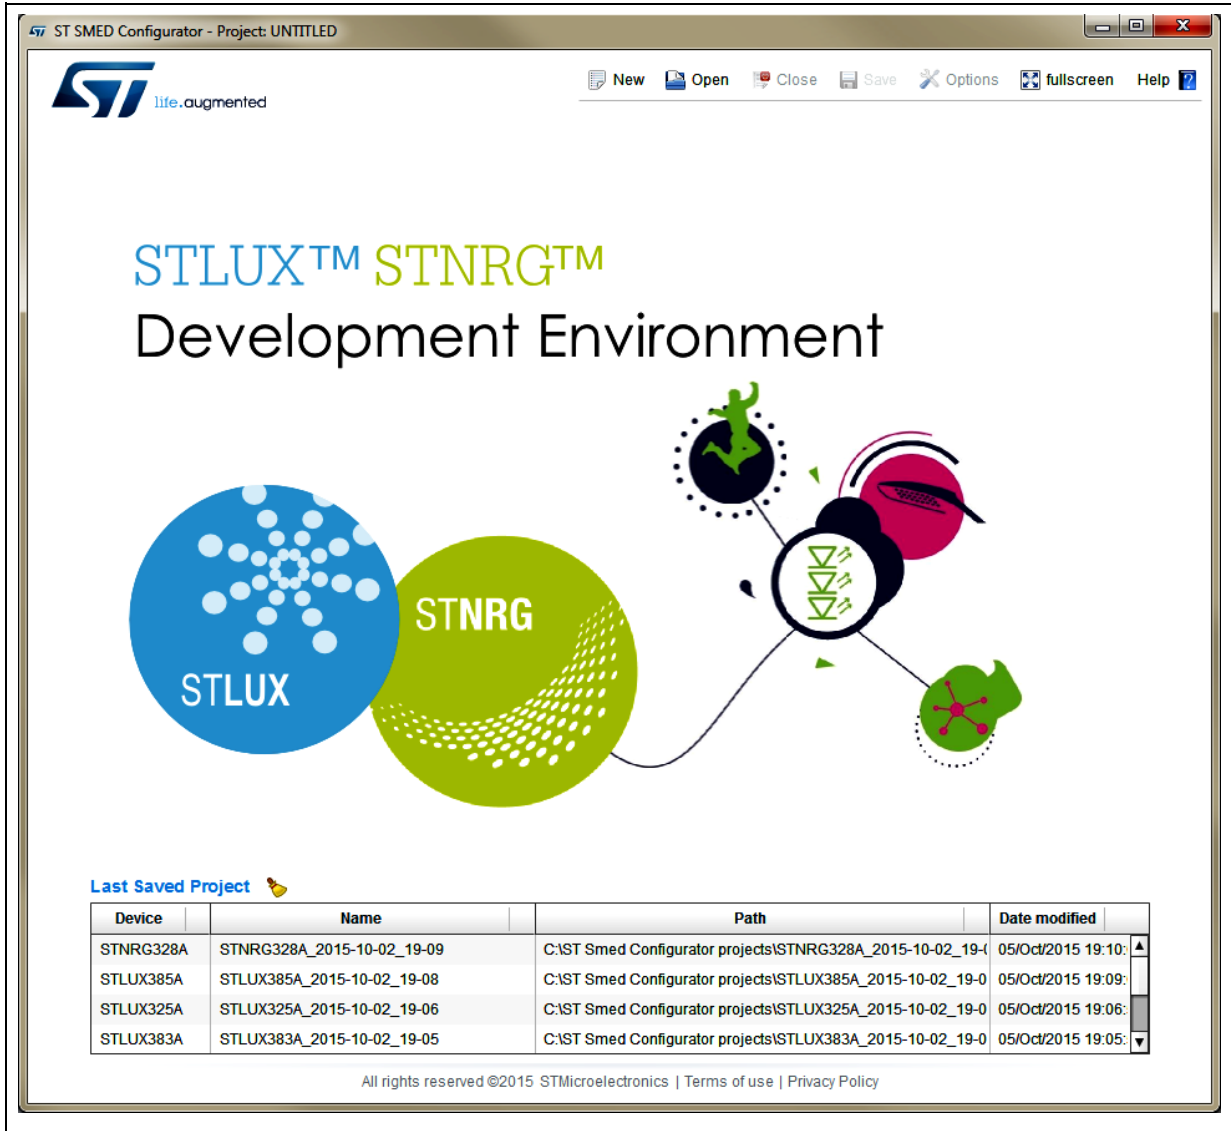 ST SMED Configurator - Project: UNTITLED
ST life.augmented
New Open Close Save Options fullscreen Help ?
STLUX™ STNRG™
Development Environment
STNRG
STLUX
Last Saved Project
Device Name Path Date modified
STNRG328A STNRG328A_2015-10-02_19-09 C:\ST Smed Configurator projects\STNRG328A_2015-10-02_19-( 05/Oct/2015 19:10:
STLUX385A STLUX385A_2015-10-02_19-08 C:\ST Smed Configurator projects\STLUX385A_2015-10-02_19-0 05/Oct/2015 19:09:
STLUX325A STLUX325A_2015-10-02_19-06 C:\ST Smed Configurator projects\STLUX325A_2015-10-02_19-0 05/Oct/2015 19:06:
STLUX383A STLUX383A_2015-10-02_19-05 C:\ST Smed Configurator projects\STLUX383A_2015-10-02_19-0 05/Oct/2015 19:05:
All rights reserved ©2015 STMicroelectronics | Terms of use | Privacy Policy